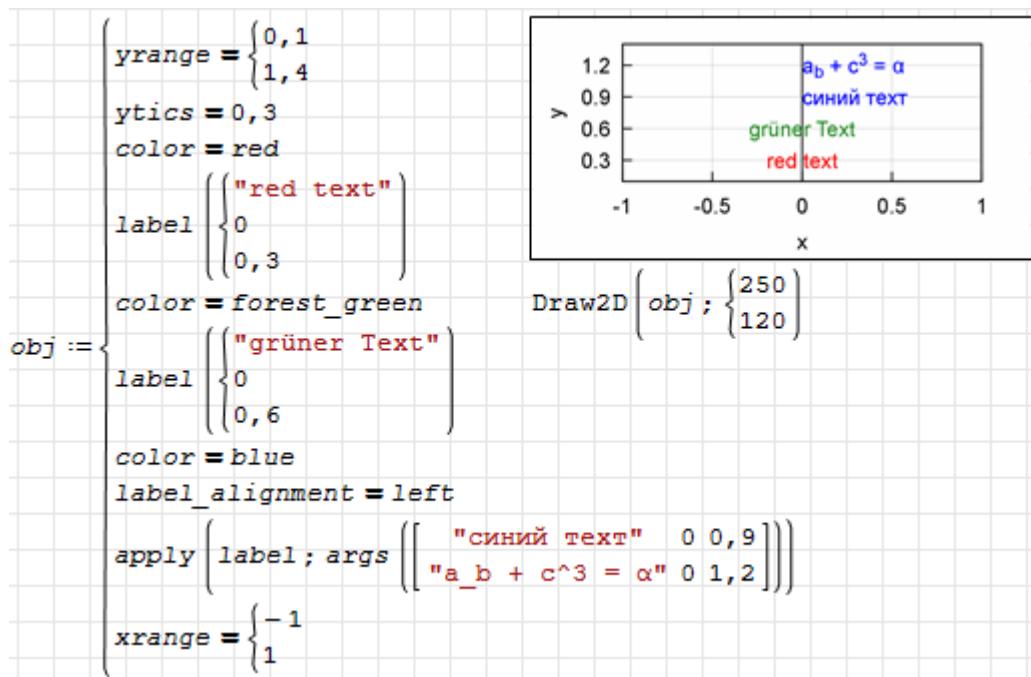 yrange = {0,1
1,4
ytics = 0,3
color = red
label (("red text"
0
0,3
color = forest_green
obj :=
label (("grüner Text"
0
0,6
color = blue
label_alignment = left
apply (label; args (["синий текст" 0 0,9
"a_b + c^3 = α" 0 1,2]))
xrange = {-1
1
1.2
0.9
0.6
0.3
y
a_b + c^3 = α
синий текст
grüner Text
red text
-1 -0.5 0 0.5 1
x
Draw2D (obj; {250
120)